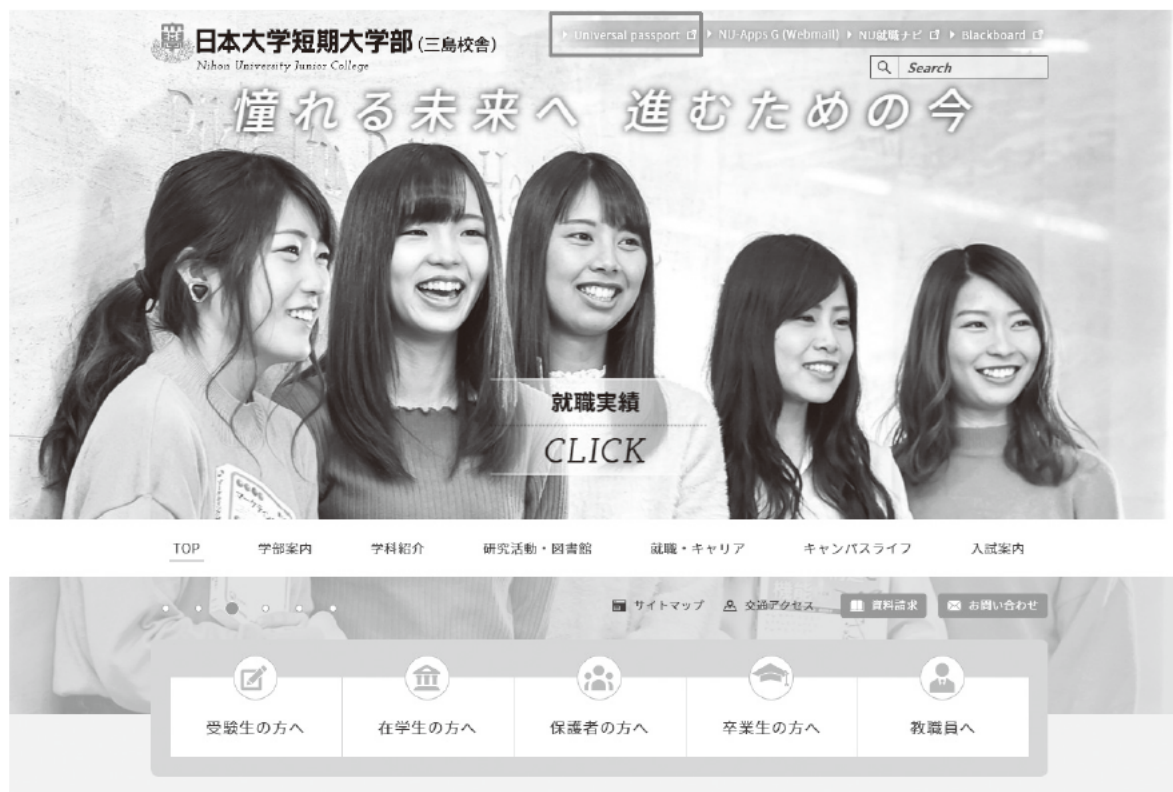 日本大学短期大学部(三島校舎)
Nihon University Junior College
Universal passport
NU-Apps G (Webmail)
NU就職ナビ
Blackboard
Search
憧れる未来へ 進むための今
就職実績
CLICK
TOP
学部案内
学科紹介
研究活動・図書館
就職・キャリア
キャンパスライフ
入試案内
サイトマップ
交通アクセス
資料請求
お問い合わせ
受験生の方へ
在学生の方へ
保護者の方へ
卒業生の方へ
教職員へ